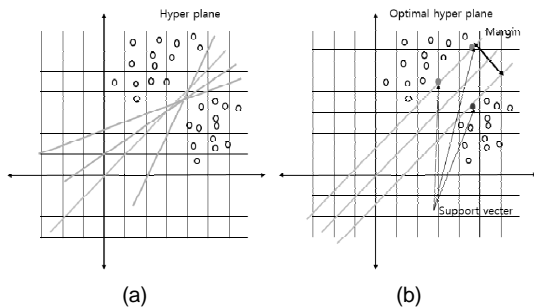 Hyper plane
Optimal hyper plane
Margin
Support vecter
(a)
(b)